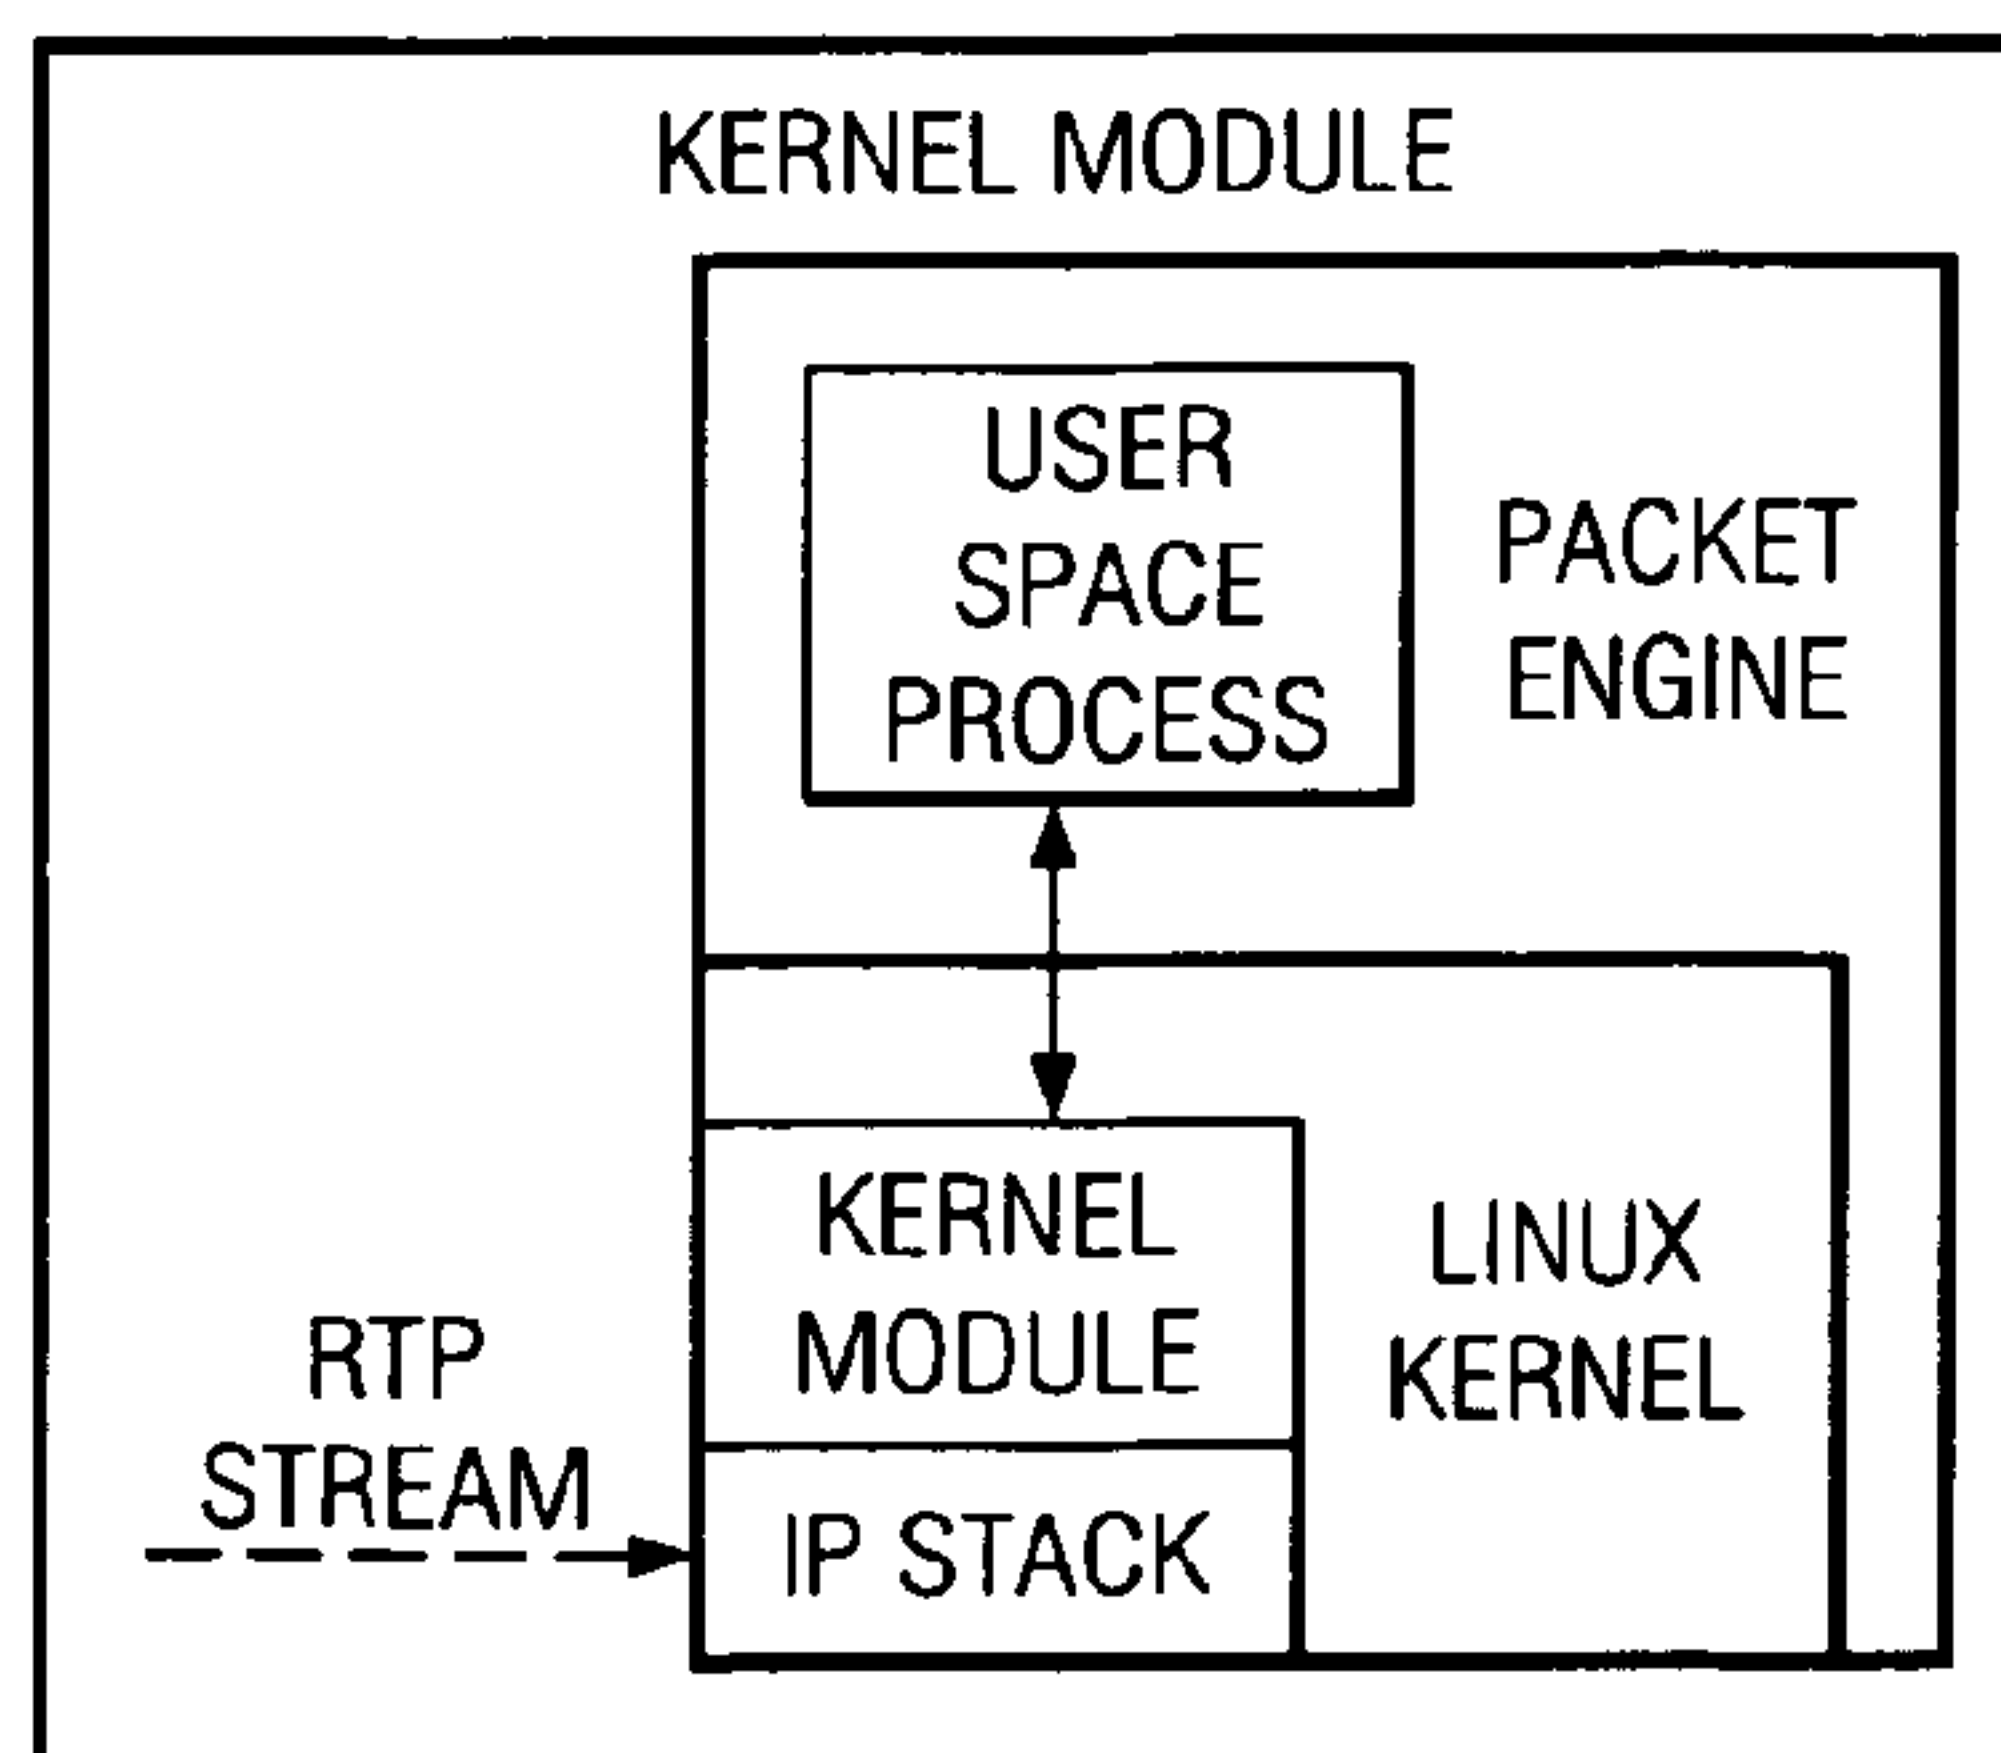 KERNEL MODULE
USER
SPACE
PROCESS
PACKET
ENGINE
KERNEL
MODULE
LINUX
KERNEL
RTP
STREAM
IP STACK